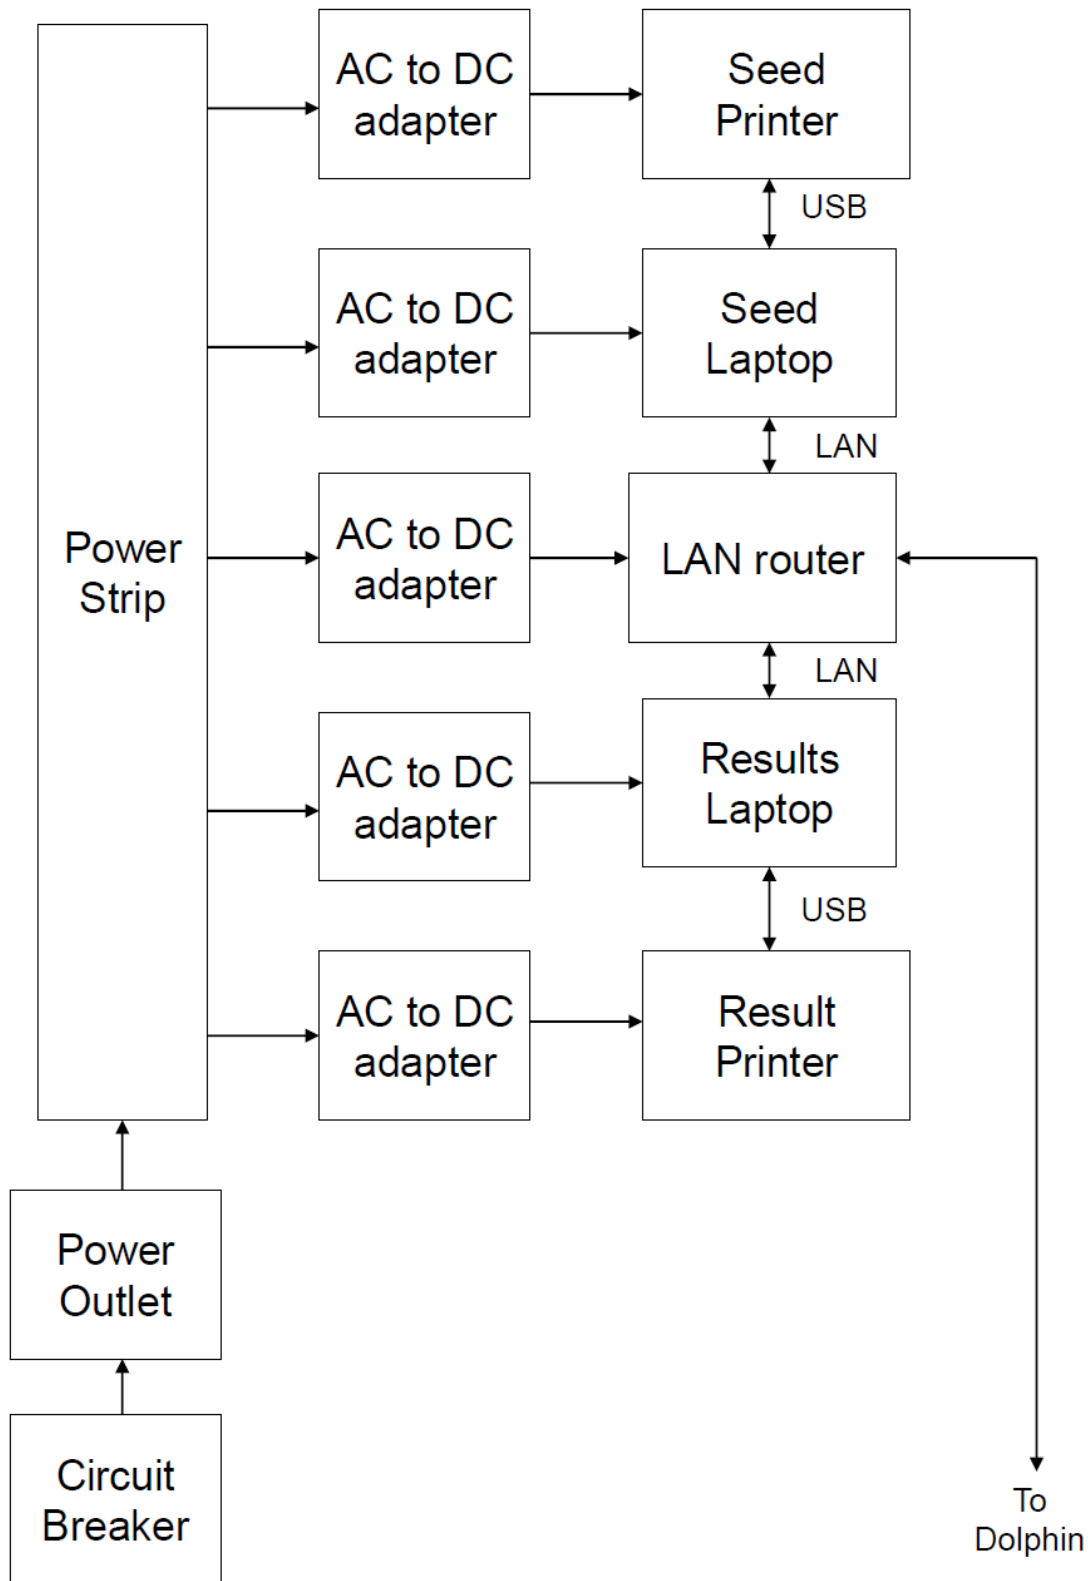 AC to DC
adapter
Seed
Printer
USB
AC to DC
adapter
Seed
Laptop
LAN
Power
Strip
AC to DC
adapter
LAN router
LAN
AC to DC
adapter
Results
Laptop
USB
AC to DC
adapter
Result
Printer
Power
Outlet
Circuit
Breaker
To
Dolphin